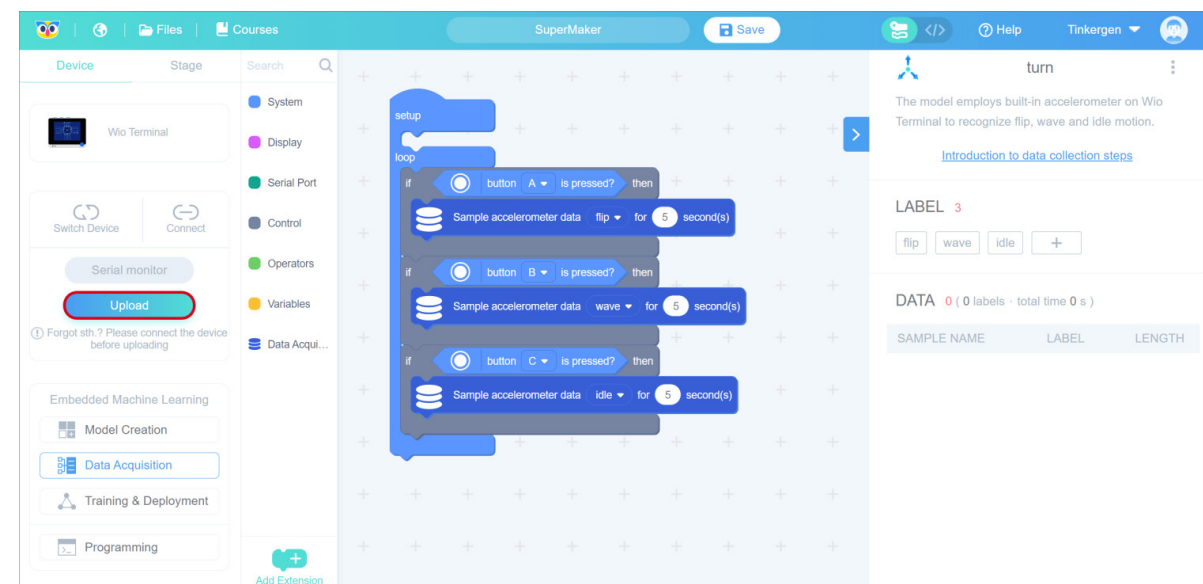 Files
Courses
SuperMaker
Save
</>
Help
Tinkergen
Device
Stage
Wio Terminal
Switch Device
Connect
Serial monitor
Upload
Forgot sth.? Please connect the device
before uploading
Embedded Machine Learning
Model Creation
Data Acquisition
Training & Deployment
Programming
Search
System
Display
Serial Port
Control
Operators
Variables
Data Acqui...
Add Extension
setup
loop
if button A is pressed? then
Sample accelerometer data flip for 5 second(s)
if button B is pressed? then
Sample accelerometer data wave for 5 second(s)
if button C is pressed? then
Sample accelerometer data idle for 5 second(s)
turn
The model employs built-in accelerometer on Wio
Terminal to recognize flip, wave and idle motion.
Introduction to data collection steps
LABEL 3
flip wave idle +
DATA 0 ( 0 labels · total time 0 s )
SAMPLE NAME LABEL LENGTH